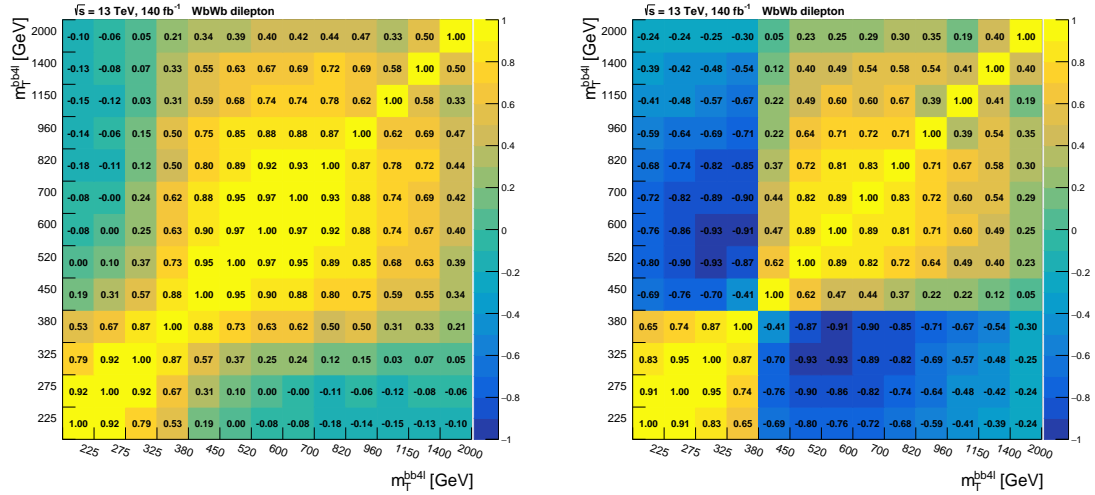 √s = 13 TeV, 140 fb⁻¹ WbWb dilepton
m_T^bb4l [GeV]
2000 -0.10 -0.06 0.05 0.21 0.34 0.39 0.40 0.42 0.44 0.47 0.33 0.50 1.00
1400 -0.13 -0.08 0.07 0.33 0.55 0.63 0.67 0.69 0.72 0.69 0.58 1.00 0.50
1150 -0.15 -0.12 0.03 0.31 0.59 0.68 0.74 0.74 0.78 0.62 1.00 0.58 0.33
960 -0.14 -0.06 0.15 0.50 0.75 0.85 0.88 0.88 0.87 1.00 0.62 0.69 0.47
820 -0.18 -0.11 0.12 0.50 0.80 0.89 0.92 0.93 1.00 0.87 0.78 0.72 0.44
700 -0.08 -0.00 0.24 0.62 0.88 0.95 0.97 1.00 0.93 0.88 0.74 0.69 0.42
600 -0.08 0.00 0.25 0.63 0.90 0.97 1.00 0.97 0.92 0.88 0.74 0.67 0.40
520 0.00 0.10 0.37 0.73 0.95 1.00 0.97 0.95 0.89 0.85 0.68 0.63 0.39
450 0.19 0.31 0.57 0.88 1.00 0.95 0.90 0.88 0.80 0.75 0.59 0.55 0.34
380 0.53 0.67 0.87 1.00 0.88 0.73 0.63 0.62 0.50 0.50 0.31 0.33 0.21
325 0.79 0.92 1.00 0.87 0.57 0.37 0.25 0.24 0.12 0.15 0.03 0.07 0.05
275 0.92 1.00 0.92 0.67 0.31 0.10 0.00 -0.00 -0.11 -0.06 -0.12 -0.08 -0.06
225 1.00 0.92 0.79 0.53 0.19 0.00 -0.08 -0.08 -0.18 -0.14 -0.15 -0.13 -0.10
225 275 325 380 450 520 600 700 820 960 1150 1400 2000
m_T^bb4l [GeV]
1
0.8
0.6
0.4
0.2
0
−0.2
−0.4
−0.6
−0.8
−1
√s = 13 TeV, 140 fb⁻¹ WbWb dilepton
m_T^bb4l [GeV]
2000 -0.24 -0.24 -0.25 -0.30 0.05 0.23 0.25 0.29 0.30 0.35 0.19 0.40 1.00
1400 -0.39 -0.42 -0.48 -0.54 0.12 0.40 0.49 0.54 0.58 0.54 0.41 1.00 0.40
1150 -0.41 -0.48 -0.57 -0.67 0.22 0.49 0.60 0.60 0.67 0.39 1.00 0.41 0.19
960 -0.59 -0.64 -0.69 -0.71 0.22 0.64 0.71 0.72 0.71 1.00 0.39 0.54 0.35
820 -0.68 -0.74 -0.82 -0.85 0.37 0.72 0.81 0.83 1.00 0.71 0.67 0.58 0.30
700 -0.72 -0.82 -0.89 -0.90 0.44 0.82 0.89 1.00 0.83 0.72 0.60 0.54 0.29
600 -0.76 -0.86 -0.93 -0.91 0.47 0.89 1.00 0.89 0.81 0.71 0.60 0.49 0.25
520 -0.80 -0.90 -0.93 -0.87 0.62 1.00 0.89 0.82 0.72 0.64 0.49 0.40 0.23
450 -0.69 -0.76 -0.70 -0.41 1.00 0.62 0.47 0.44 0.37 0.22 0.22 0.12 0.05
380 0.65 0.74 0.87 1.00 -0.41 -0.87 -0.91 -0.90 -0.85 -0.71 -0.67 -0.54 -0.30
325 0.83 0.95 1.00 0.87 -0.70 -0.93 -0.93 -0.89 -0.82 -0.69 -0.57 -0.48 -0.25
275 0.91 1.00 0.95 0.74 -0.76 -0.90 -0.86 -0.82 -0.74 -0.64 -0.48 -0.42 -0.24
225 1.00 0.91 0.83 0.65 -0.69 -0.80 -0.76 -0.72 -0.68 -0.59 -0.41 -0.39 -0.24
225 275 325 380 450 520 600 700 820 960 1150 1400 2000
m_T^bb4l [GeV]
1
0.8
0.6
0.4
0.2
0
−0.2
−0.4
−0.6
−0.8
−1